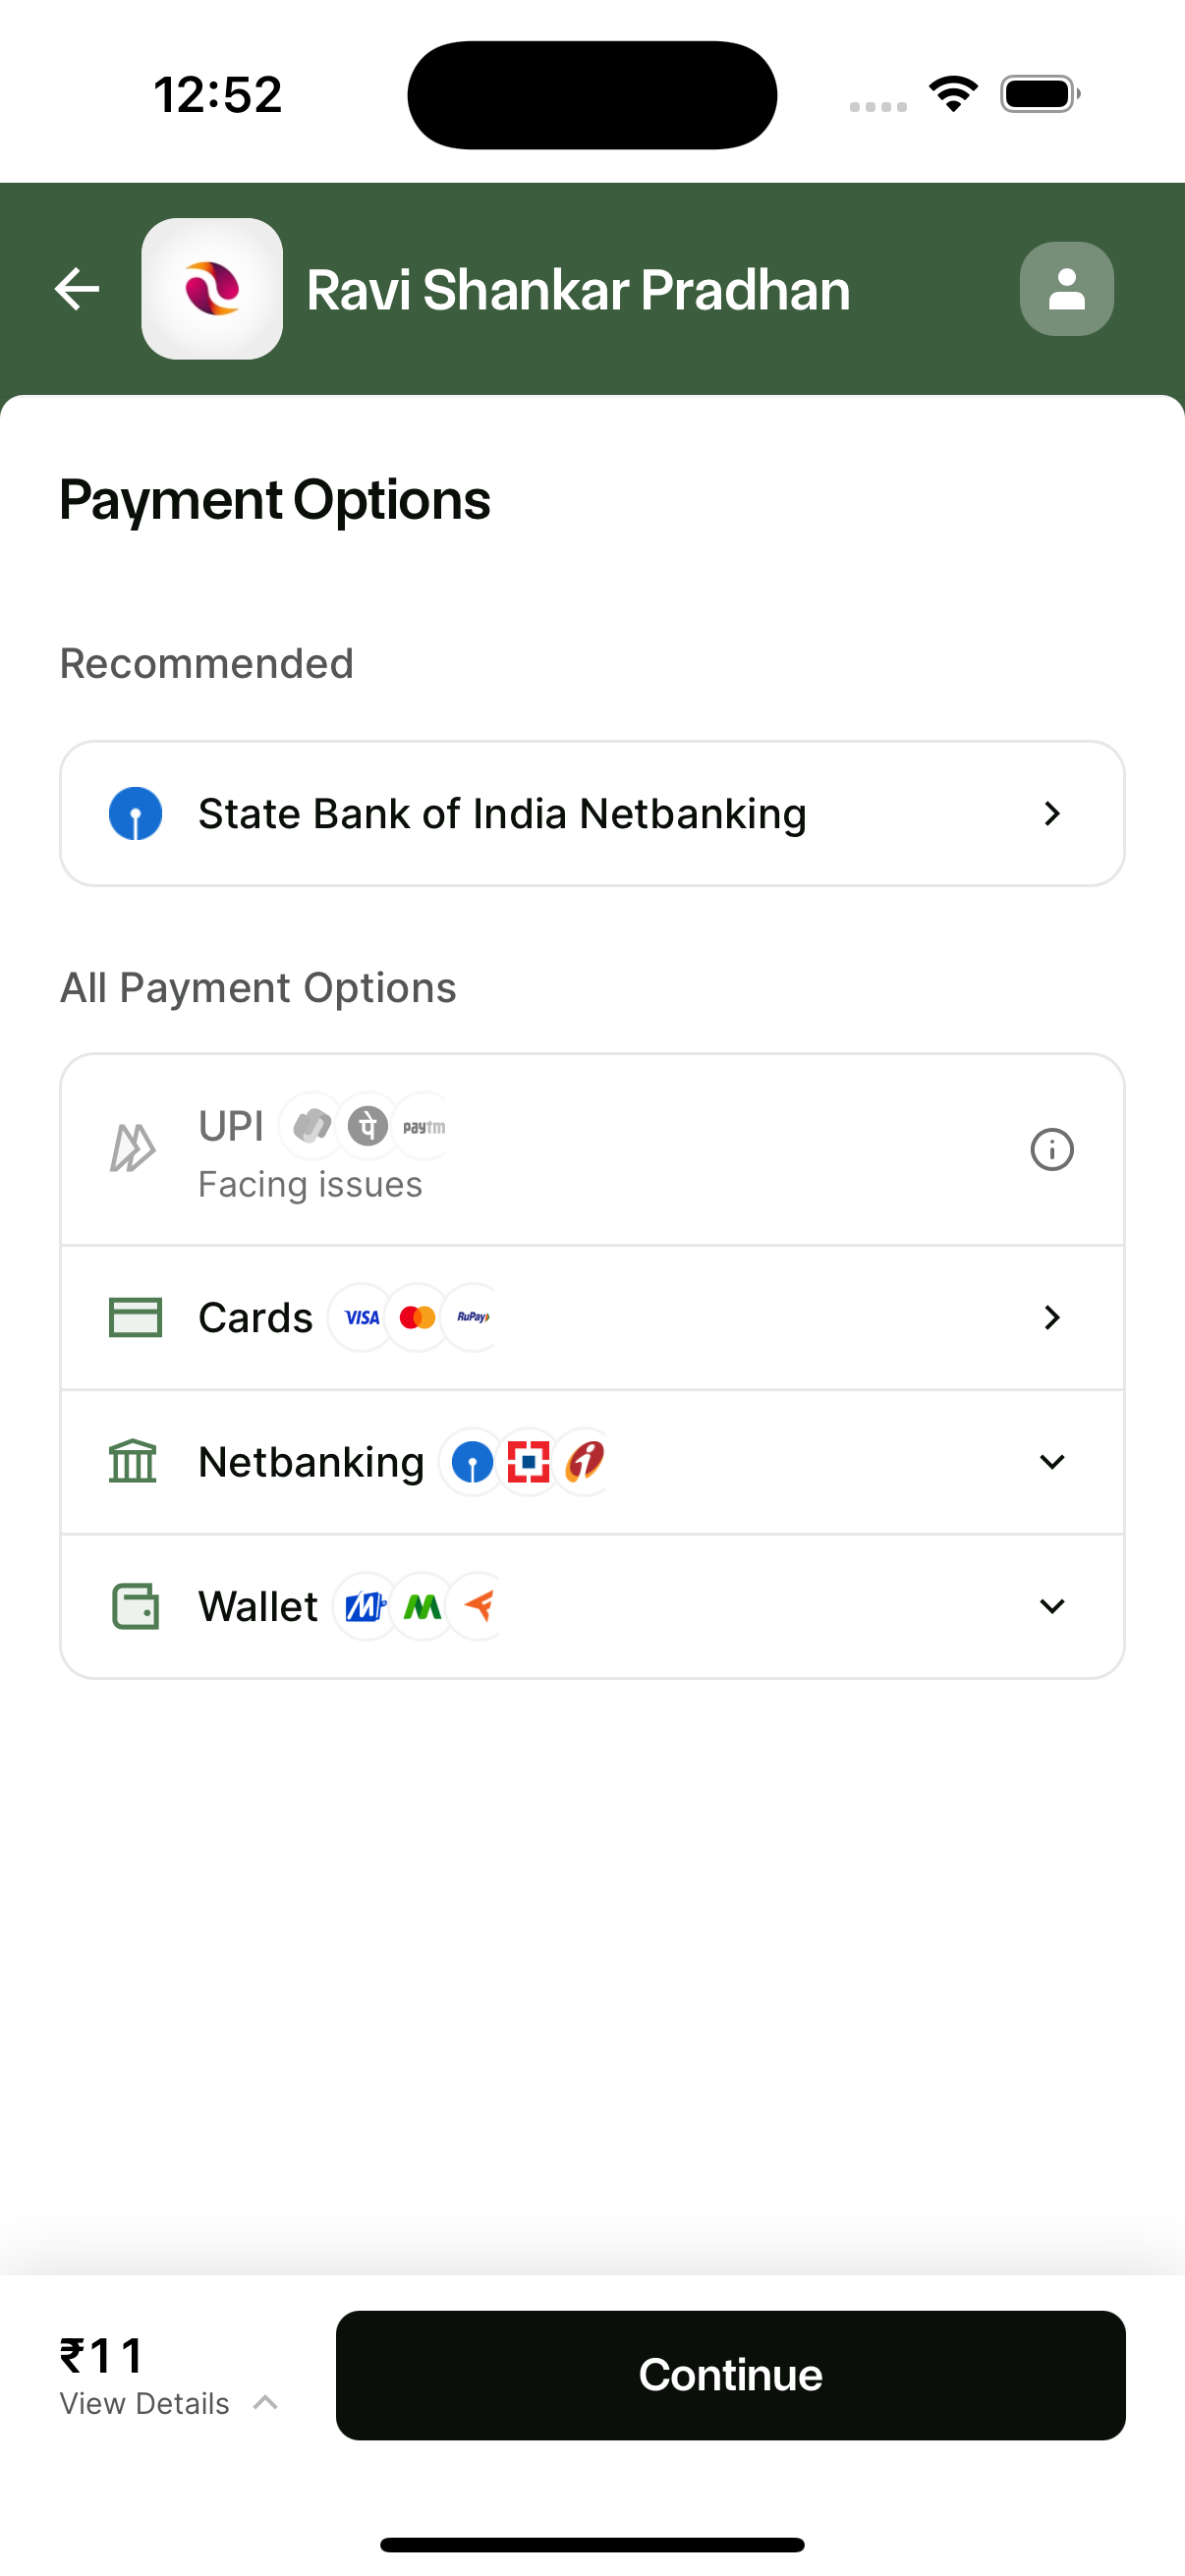 12:52
Ravi Shankar Pradhan
Payment Options
Recommended
State Bank of India Netbanking
All Payment Options
UPI पे paytm
Facing issues
Cards VISA RuPay
Netbanking
Wallet
₹11
View Details
Continue